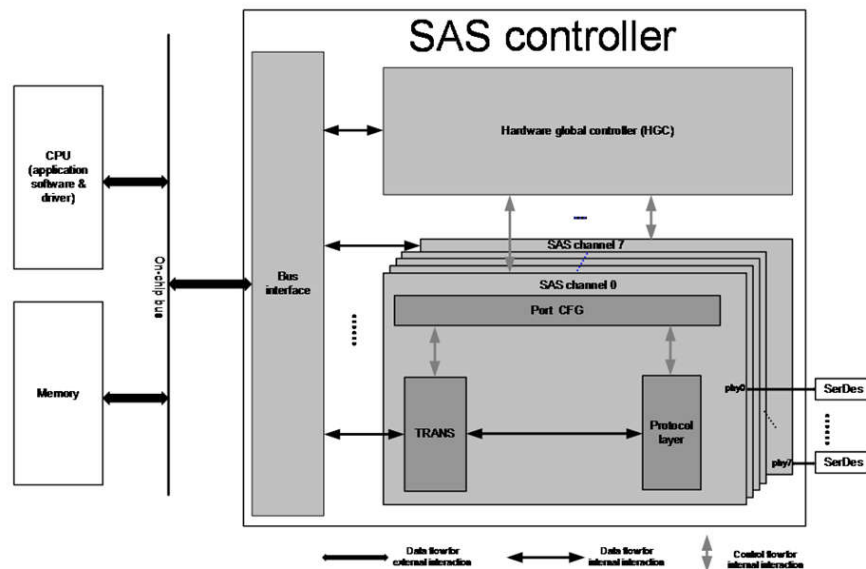 SAS controller
CPU
(application
software &
driver)
Memory
On-chip bus
Bus
interface
Hardware global controller (HGC)
SAS channel 7
SAS channel 0
Port CFG
TRANS
Protocol
layer
phy0
SerDes
phy7
SerDes
Data flow for
external interaction
Data flow for
internal interaction
Control flow for
internal interaction